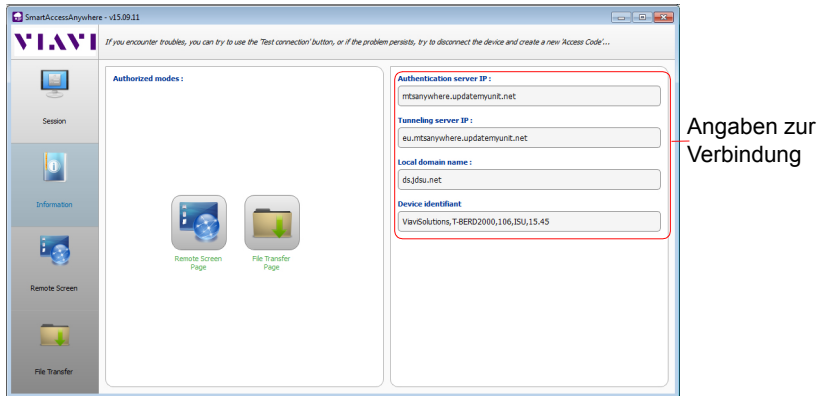 SmartAccessAnywhere - v15.09.11
VIAVI
If you encounter troubles, you can try to use the 'Test connection' button, or if the problem persists, try to disconnect the device and create a new 'Access Code'...
Session
Information
Remote Screen
File Transfer
Authorized modes :
Remote Screen
Page
File Transfer
Page
Authentication server IP :
mtsanywhere.updatemyunit.net
Tunneling server IP :
eu.mtsanywhere.updatemyunit.net
Local domain name :
ds.jdsu.net
Device identifiant
ViaviSolutions,T-BERD2000,106,ISU,15.45
Angaben zur
Verbindung